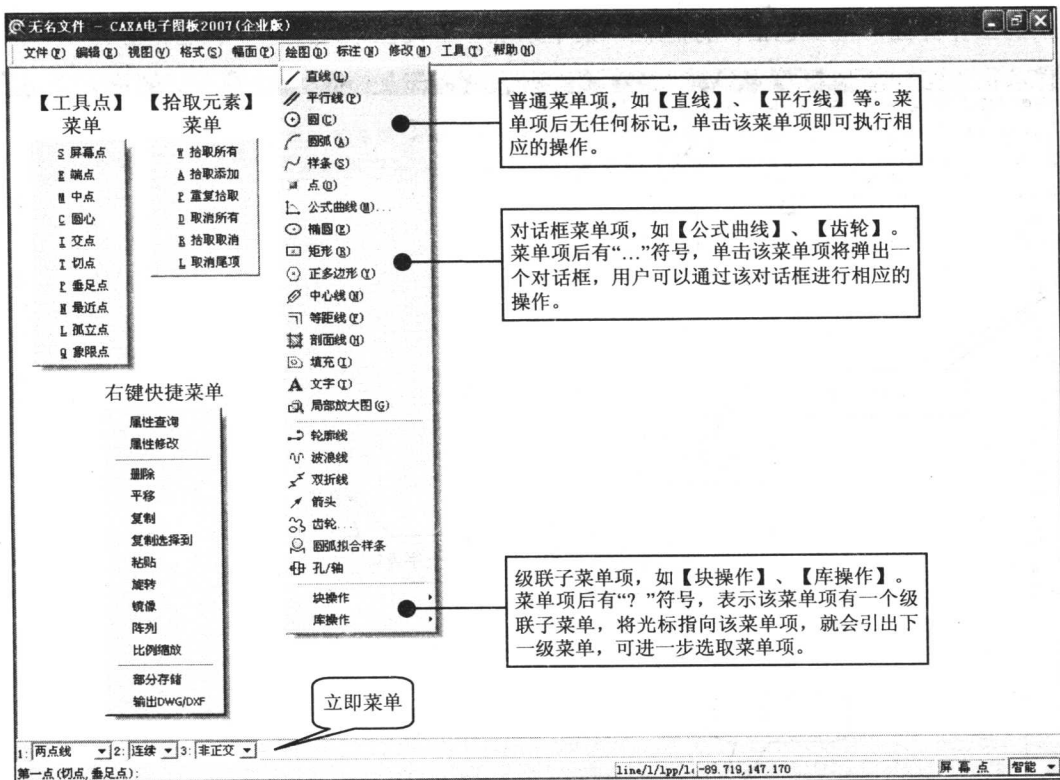 无名文件 - CAXA电子图板2007(企业版)
文件(F) 编辑(E) 视图(V) 格式(S) 幅面(P) 绘图(D) 标注(N) 修改(M) 工具(T) 帮助(H)
【工具点】
菜单
S 屏幕点
E 端点
M 中点
C 圆心
I 交点
T 切点
P 垂足点
N 最近点
L 孤立点
Q 象限点
【拾取元素】
菜单
W 拾取所有
A 拾取添加
P 重复拾取
D 取消所有
R 拾取取消
L 取消尾项
右键快捷菜单
属性查询
属性修改
删除
平移
复制
复制选择到
粘贴
旋转
镜像
阵列
比例缩放
部分存储
输出DWG/DXF
直线(L)
平行线(P)
圆(C)
圆弧(A)
样条(S)
点(O)
公式曲线(M)...
椭圆(E)
矩形(R)
正多边形(Y)
中心线(N)
等距线(F)
剖面线(H)
填充(I)
文字(T)
局部放大图(G)
轮廓线
波浪线
双折线
箭头
齿轮...
圆弧拟合样条
孔/轴
块操作
库操作
普通菜单项，如【直线】、【平行线】等。菜
单项后无任何标记，单击该菜单项即可执行相
应的操作。
对话框菜单项，如【公式曲线】、【齿轮】。
菜单项后有“…”符号，单击该菜单项将弹出一
个对话框，用户可以通过该对话框进行相应的
操作。
级联子菜单项，如【块操作】、【库操作】。
菜单项后有“? ”符号，表示该菜单项有一个级
联子菜单，将光标指向该菜单项，就会引出下
一级菜单，可进一步选取菜单项。
立即菜单
1: 两点线 2: 连续 3: 非正交
第一点(切点,垂足点):
line/l/lpp/l -89.719,147.170
屏幕点 智能